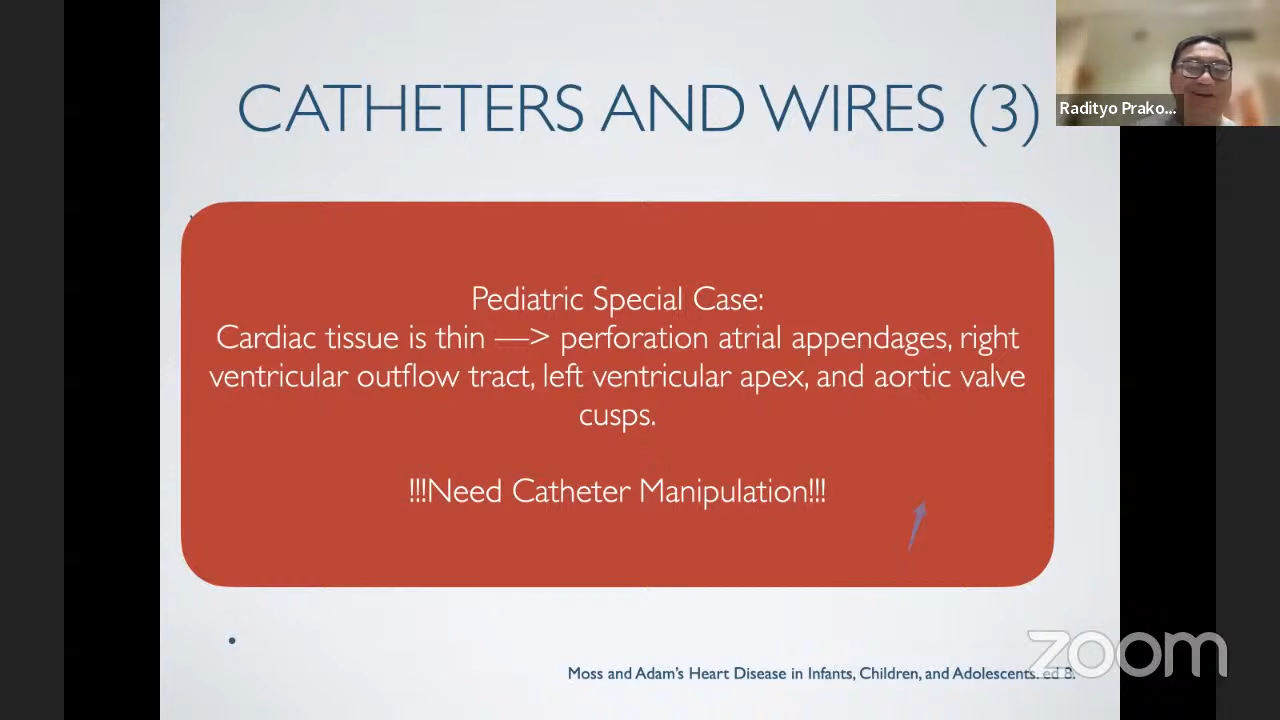 CATHETERS AND WIRES (3)
Radityo Prako...
Pediatric Special Case:
Cardiac tissue is thin —> perforation atrial appendages, right
ventricular outflow tract, left ventricular apex, and aortic valve
cusps.
!!!Need Catheter Manipulation!!!
zoom
Moss and Adam's Heart Disease in Infants, Children, and Adolescents. ed 8.